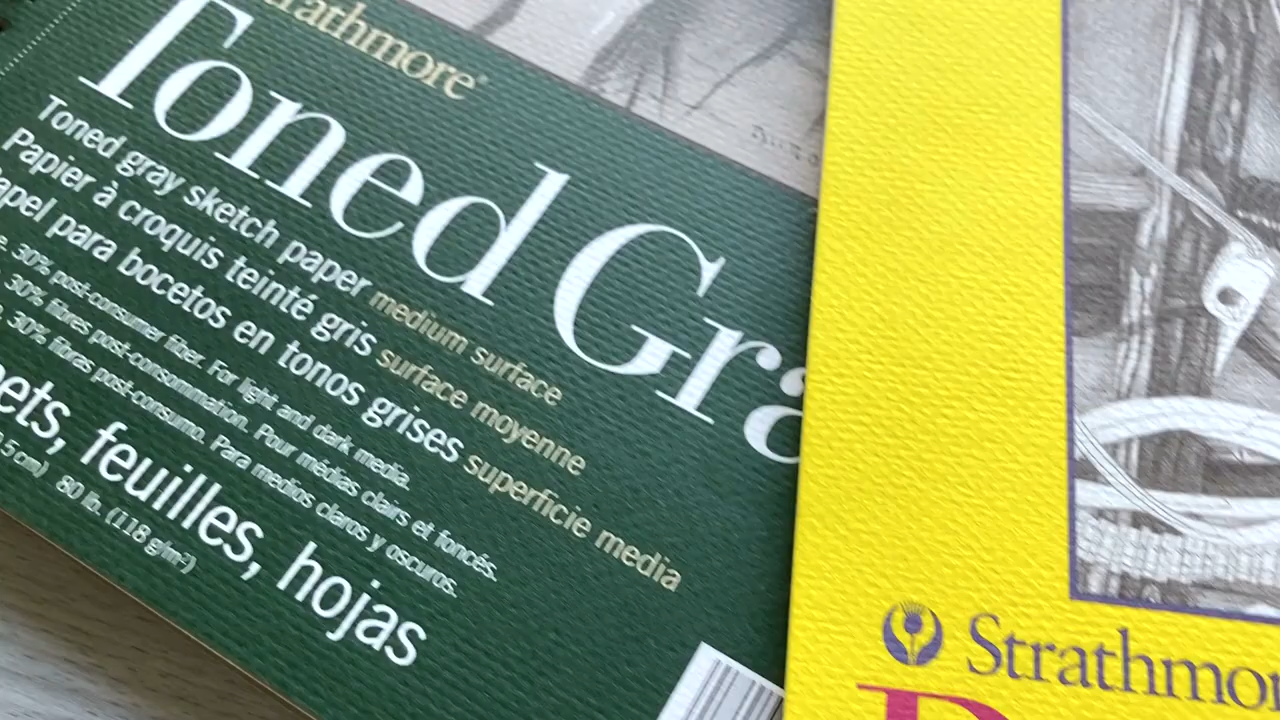 Strathmore®
Toned Gra
Toned gray sketch paper medium surface
Papier à croquis teinté gris surface moyenne
apel para bocetos en tonos grises superficie media
e. 30% post-consumer fiber. For light and dark media.
. 30% fibres post-consommation. Pour médias clairs et foncés.
. 30% fibras post-consumo. Para medios claros y oscuros.
ets, feuilles, hojas
.5 cm) 80 lb. (118 g/m²)
Strathmor